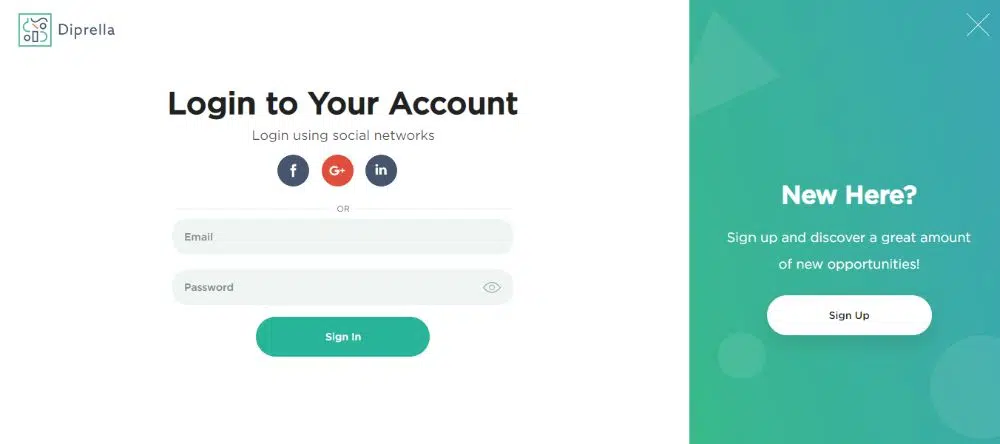 Diprella
Login to Your Account
Login using social networks
f
G+
in
OR
Email
Password
Sign In
New Here?
Sign up and discover a great amount
of new opportunities!
Sign Up